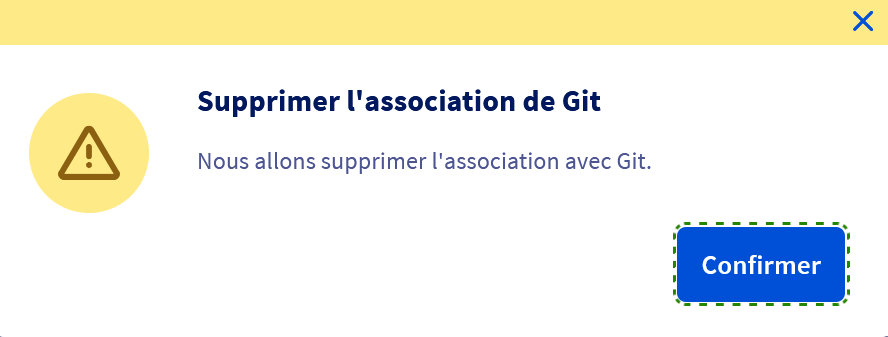 Supprimer l'association de Git
Nous allons supprimer l'association avec Git.
Confirmer